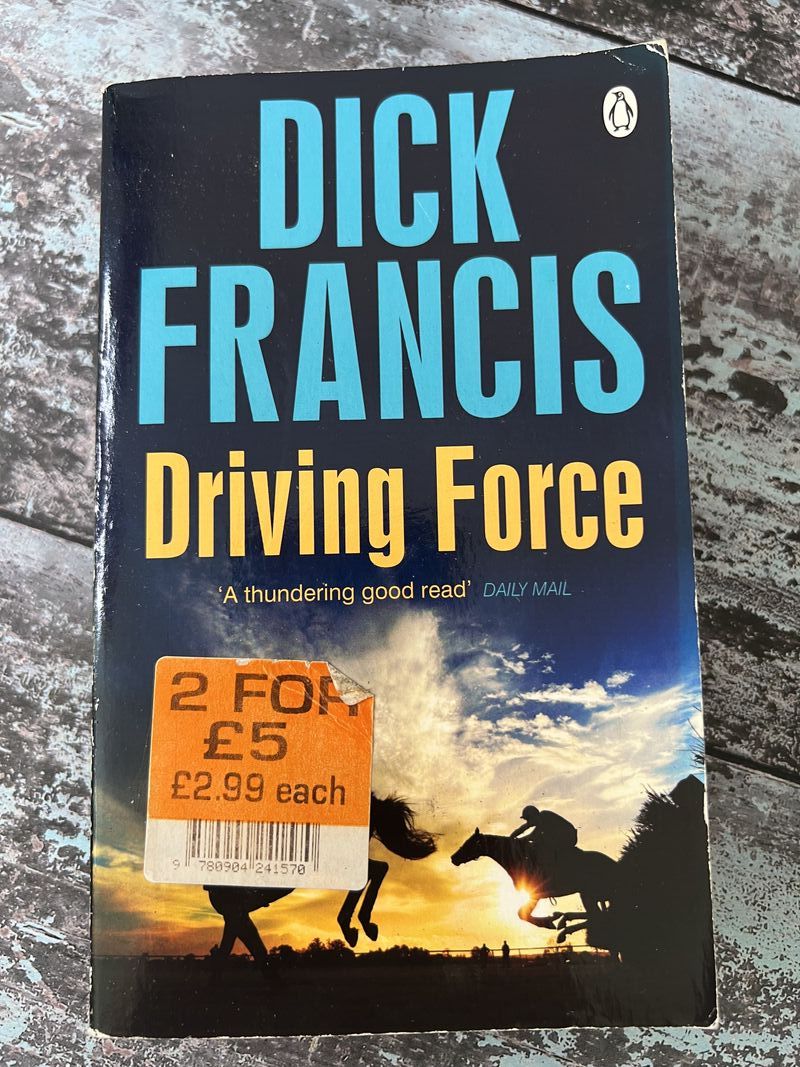 DICK
FRANCIS
Driving Force
‘A thundering good read’ DAILY MAIL
2 FOR
£5
£2.99 each
9 780904 241570